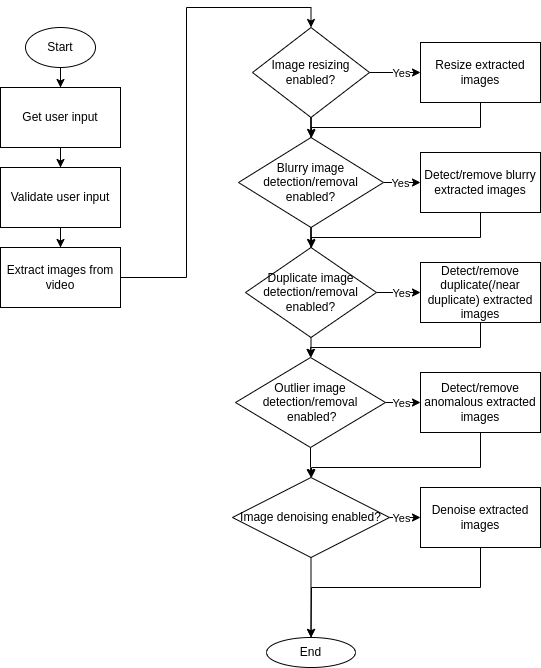 Start
Get user input
Validate user input
Extract images from
video
Image resizing
enabled?
Yes
Resize extracted
images
Blurry image
detection/removal
enabled?
Yes
Detect/remove blurry
extracted images
Duplicate image
detection/removal
enabled?
Yes
Detect/remove
duplicate(/near
duplicate) extracted
images
Outlier image
detection/removal
enabled?
Yes
Detect/remove
anomalous extracted
images
Image denoising enabled?
Yes
Denoise extracted
images
End